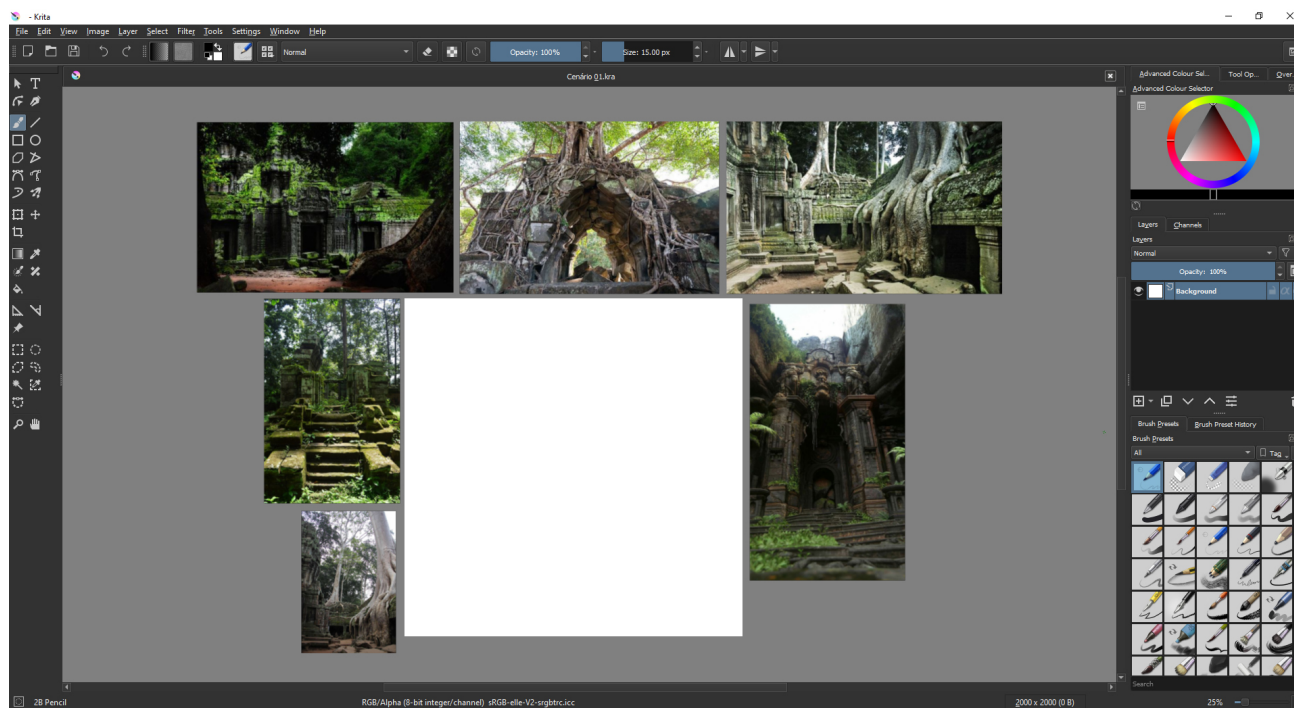 - Krita
File Edit View Image Layer Select Filter Tools Settings Window Help
Normal
Opacity: 100%
Size: 15.00 px
Cenário 01.kra
Advanced Colour Sel... Tool Op... Over
Advanced Colour Selector
Layers Channels
Layers
Normal
Opacity: 100%
Background
Brush Presets Brush Preset History
Brush Presets
All
Tag
Search
2B Pencil
RGB/Alpha (8-bit integer/channel) sRGB-elle-V2-srgbtrc.icc
2000 x 2000 (0 B)
25%